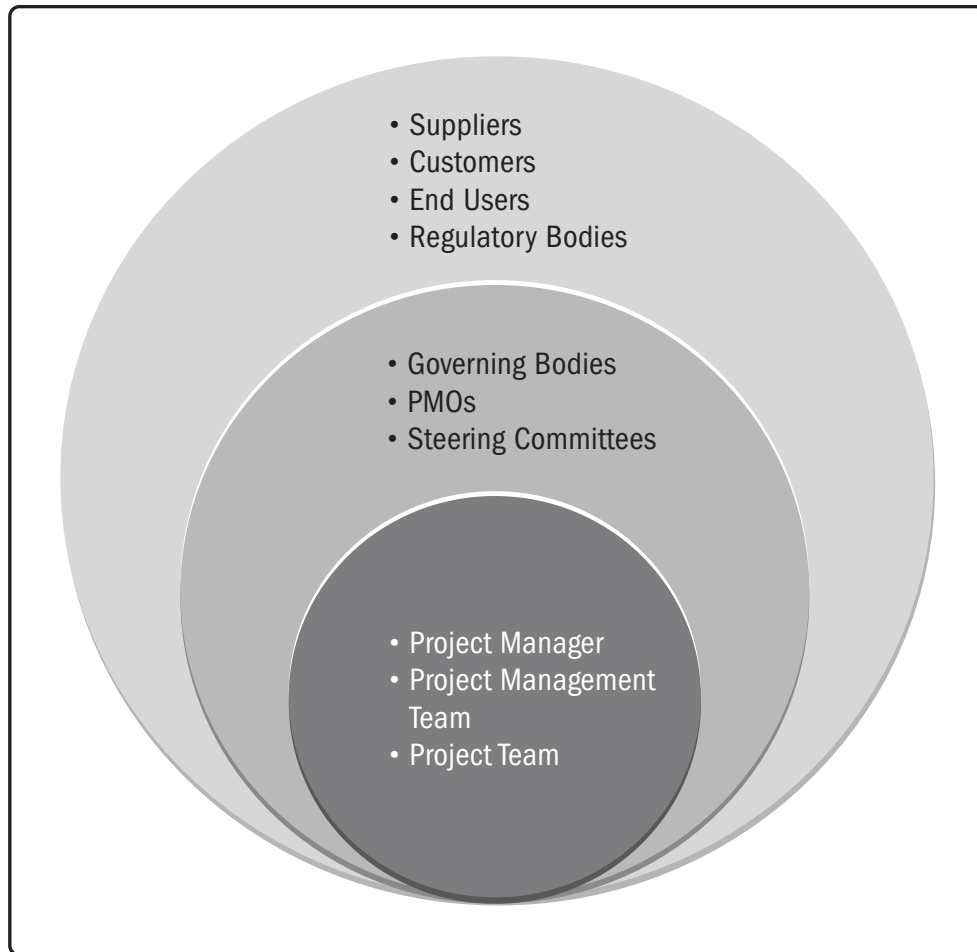 • Suppliers
• Customers
• End Users
• Regulatory Bodies
• Governing Bodies
• PMOs
• Steering Committees
• Project Manager
• Project Management
Team
• Project Team